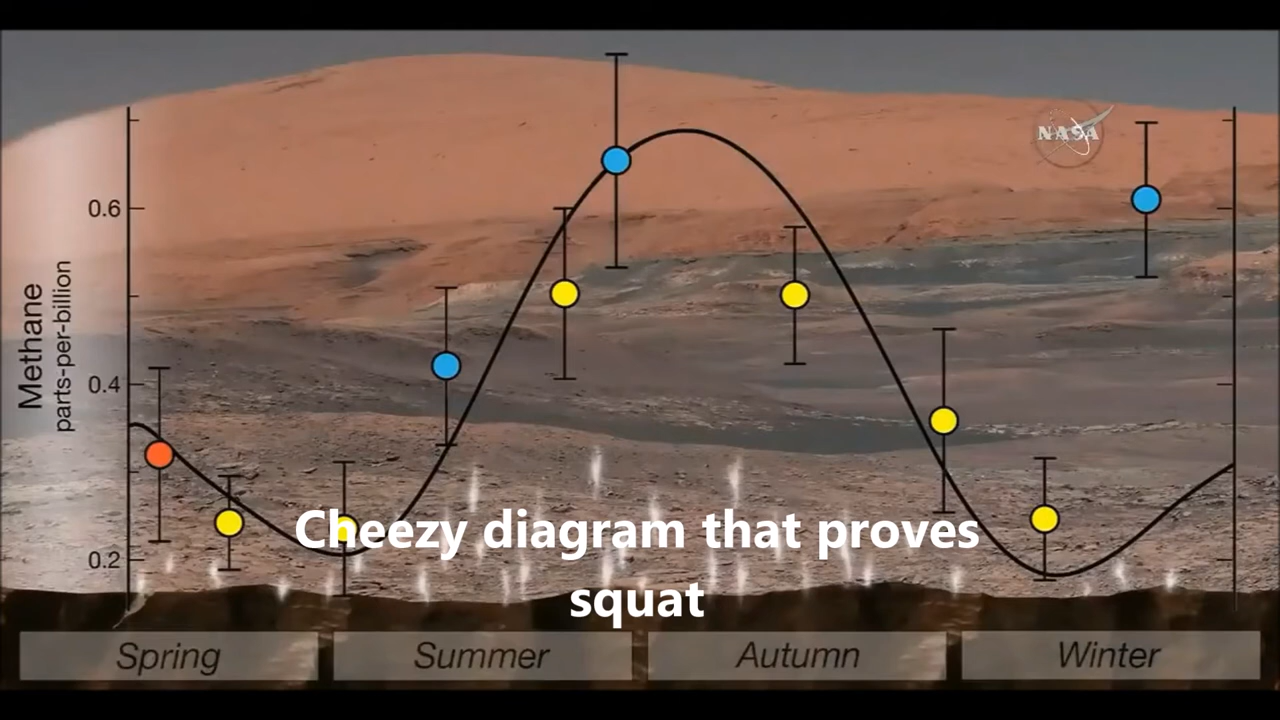 NASA
0.6
Methane
parts-per-billion
0.4
0.2
Cheezy diagram that proves
squat
Spring
Summer
Autumn
Winter